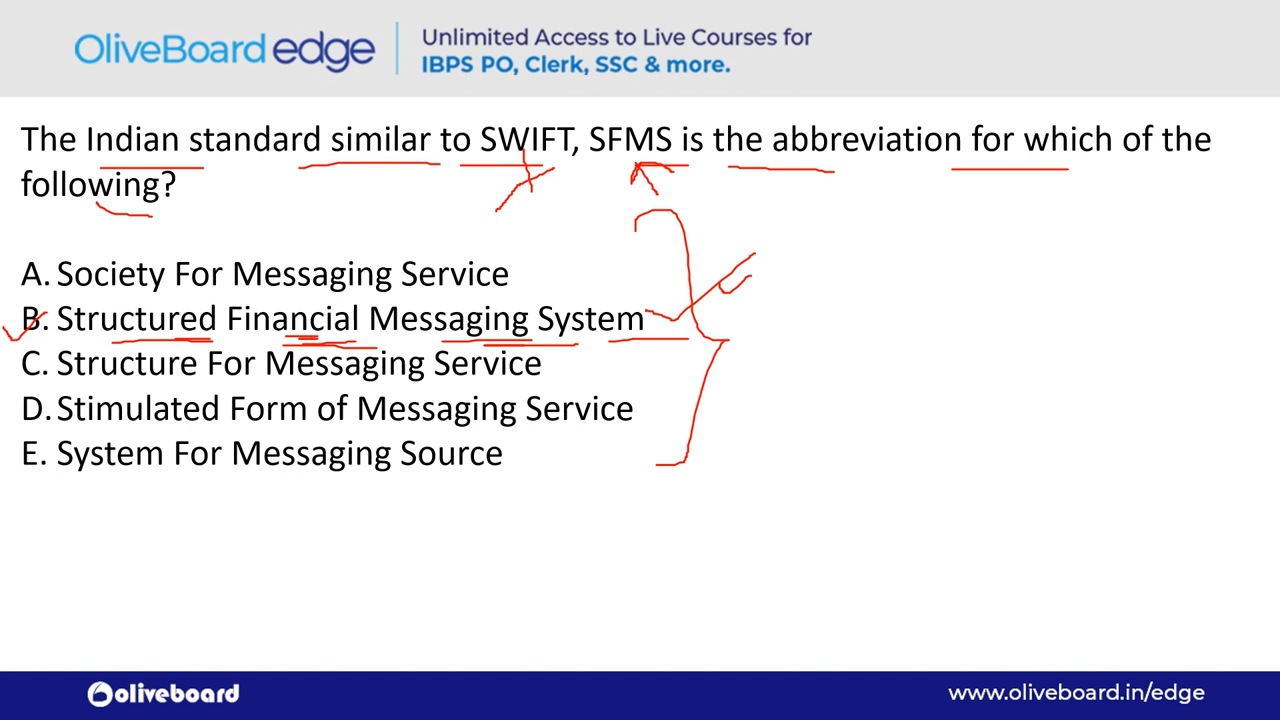 OliveBoard edge
Unlimited Access to Live Courses for
IBPS PO, Clerk, SSC & more.
The Indian standard similar to SWIFT, SFMS is the abbreviation for which of the
following?
A. Society For Messaging Service
B. Structured Financial Messaging System
C. Structure For Messaging Service
D. Stimulated Form of Messaging Service
E. System For Messaging Source
oliveboard
www.oliveboard.in/edge